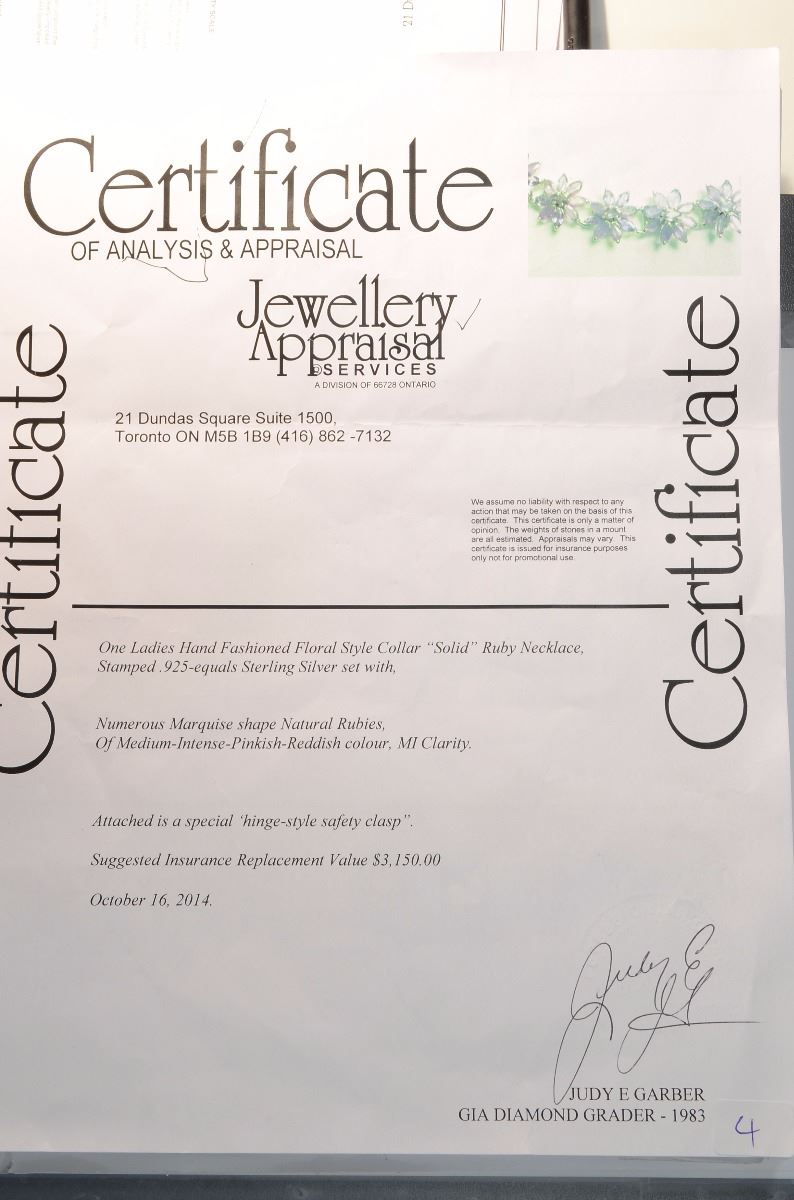 21 D
Certificate
OF ANALYSIS & APPRAISAL
Jewellery
Appraisal
SERVICES
A DIVISION OF 66728 ONTARIO
21 Dundas Square Suite 1500,
Toronto ON M5B 1B9 (416) 862 -7132
Certificate
Certificate
We assume no liability with respect to any
action that may be taken on the basis of this
certificate. This certificate is only a matter of
opinion. The weights of stones in a mount
are all estimated. Appraisals may vary. This
certificate is issued for insurance purposes
only not for promotional use.
One Ladies Hand Fashioned Floral Style Collar “Solid” Ruby Necklace,
Stamped .925-equals Sterling Silver set with,
Numerous Marquise shape Natural Rubies,
Of Medium-Intense-Pinkish-Reddish colour, MI Clarity.
Attached is a special ‘hinge-style safety clasp”.
Suggested Insurance Replacement Value $3,150.00
October 16, 2014.
Judy E
JUDY E GARBER
GIA DIAMOND GRADER - 1983
4